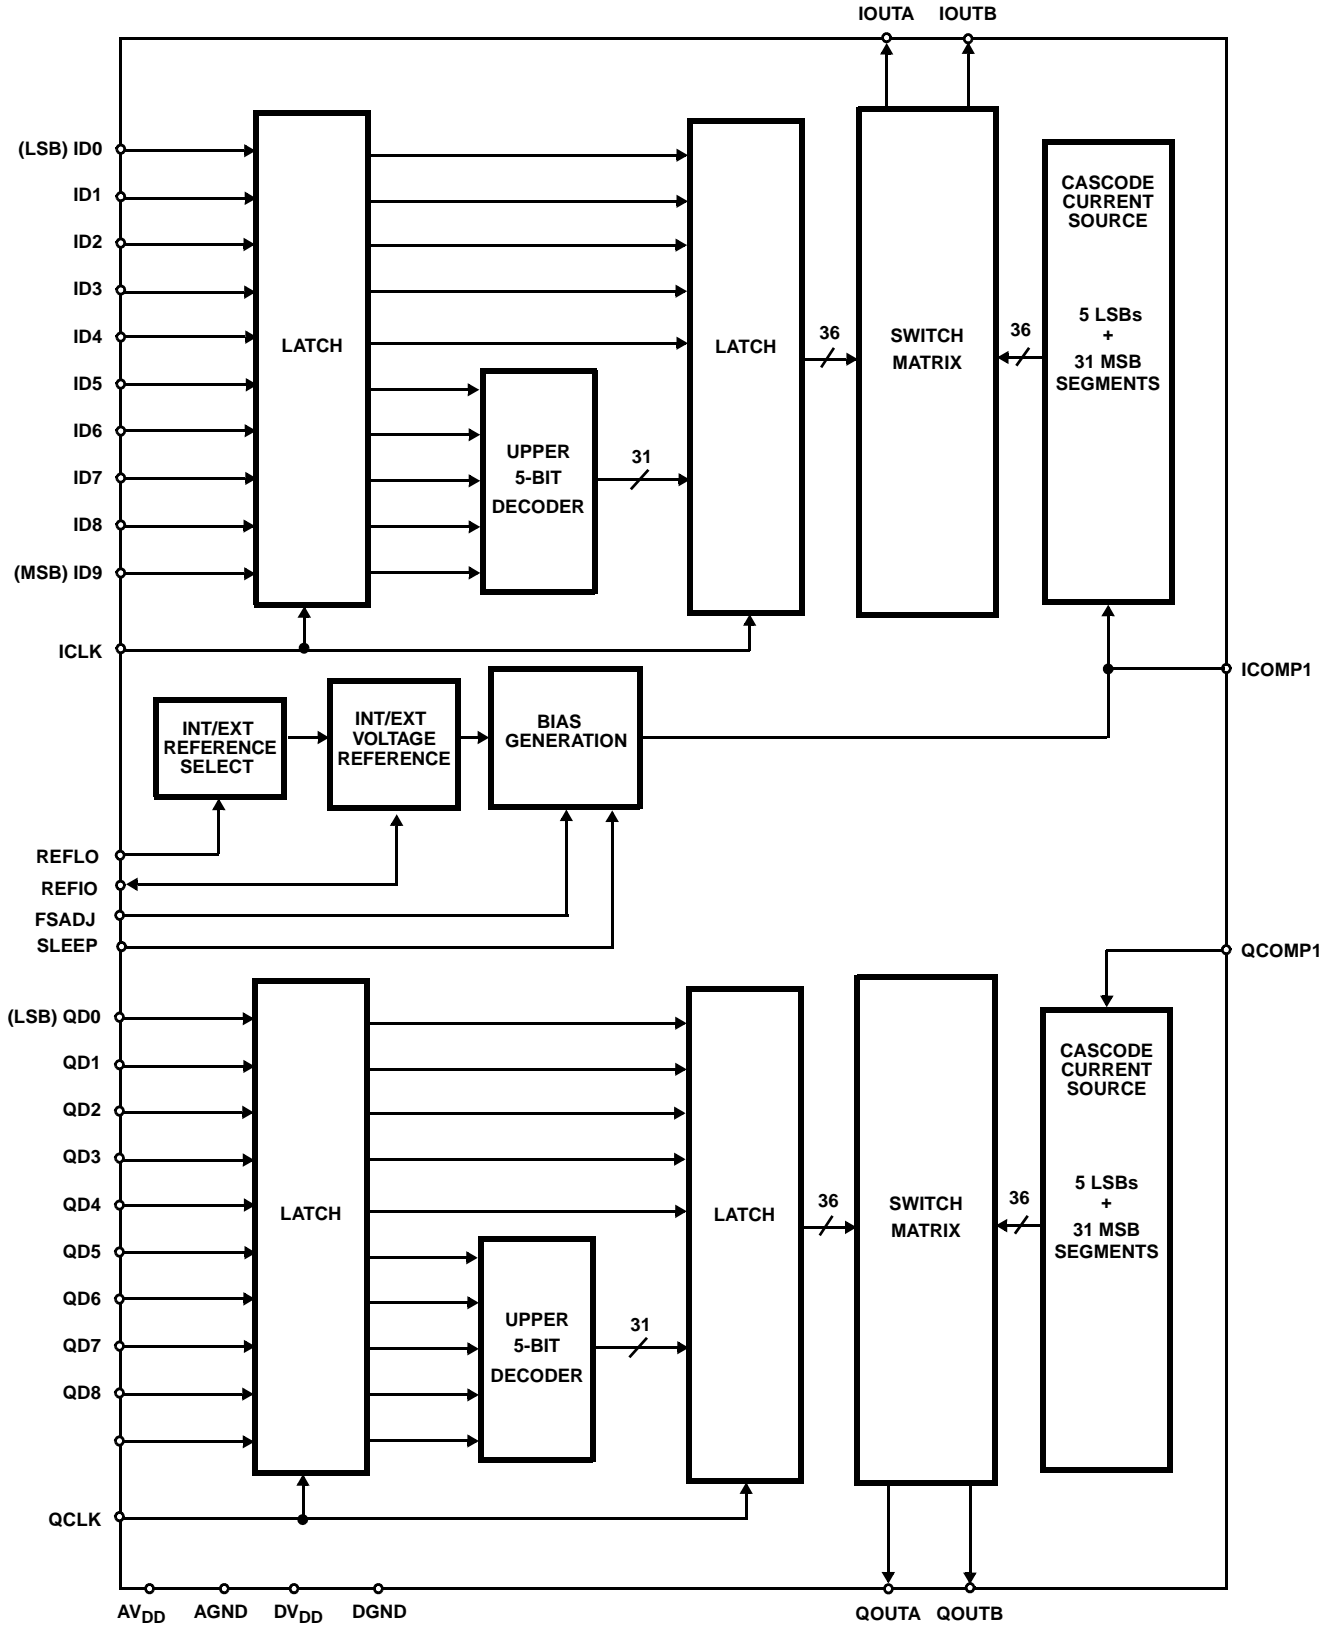 IOUTA IOUTB
(LSB) ID0
ID1
ID2
ID3
ID4
ID5
ID6
ID7
ID8
(MSB) ID9
ICLK
LATCH
UPPER
5-BIT
DECODER
31
LATCH
36
SWITCH
MATRIX
36
CASCODE
CURRENT
SOURCE
5 LSBs
+
31 MSB
SEGMENTS
ICOMP1
INT/EXT
REFERENCE
SELECT
INT/EXT
VOLTAGE
REFERENCE
BIAS
GENERATION
REFLO
REFIO
FSADJ
SLEEP
QCOMP1
(LSB) QD0
QD1
QD2
QD3
QD4
QD5
QD6
QD7
QD8
QCLK
LATCH
UPPER
5-BIT
DECODER
31
LATCH
36
SWITCH
MATRIX
36
CASCODE
CURRENT
SOURCE
5 LSBs
+
31 MSB
SEGMENTS
AVDD AGND DVDD DGND QOUTA QOUTB